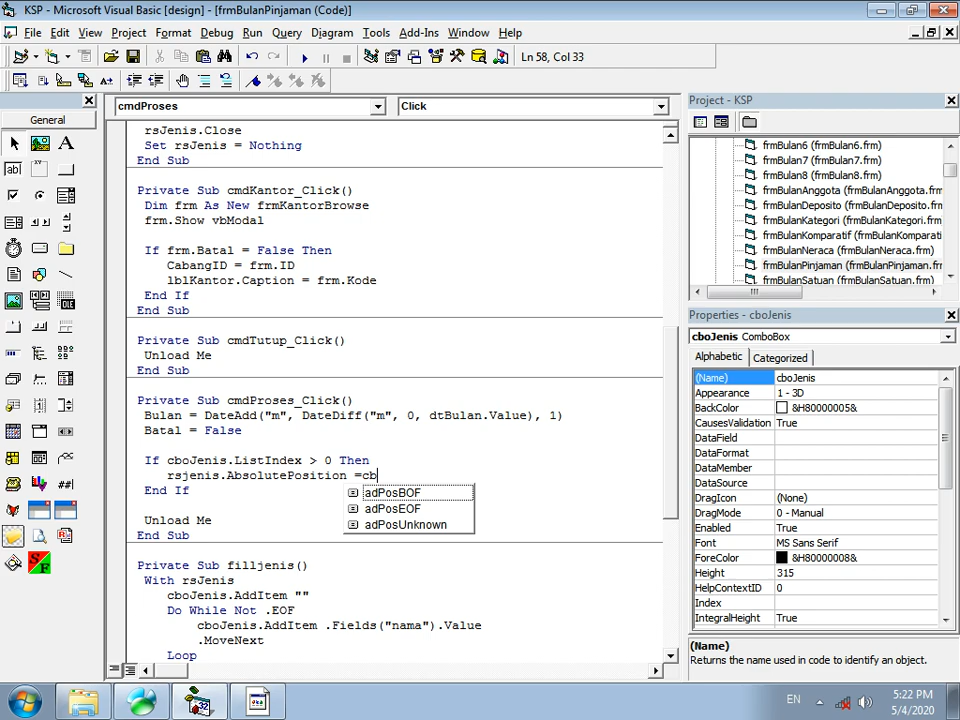 KSP - Microsoft Visual Basic [design] - [frmBulanPinjaman (Code)]
File Edit View Project Format Debug Run Query Diagram Tools Add-Ins Window Help
Ln 58, Col 33
General
cmdProses
Click
rsJenis.Close
Set rsJenis = Nothing
End Sub
Private Sub cmdKantor_Click()
Dim frm As New frmKantorBrowse
frm.Show vbModal
If frm.Batal = False Then
CabangID = frm.ID
lblKantor.Caption = frm.Kode
End If
End Sub
Private Sub cmdTutup_Click()
Unload Me
End Sub
Private Sub cmdProses_Click()
Bulan = DateAdd("m", DateDiff("m", 0, dtBulan.Value), 1)
Batal = False
If cboJenis.ListIndex > 0 Then
rsjenis.AbsolutePosition =cb
End If
adPosBOF
adPosEOF
adPosUnknown
Unload Me
End Sub
Private Sub filljenis()
With rsJenis
cboJenis.AddItem ""
Do While Not .EOF
cboJenis.AddItem .Fields("nama").Value
.MoveNext
Loop
Project - KSP
frmBulan6 (frmBulan6.frm)
frmBulan7 (frmBulan7.frm)
frmBulan8 (frmBulan8.frm)
frmBulanAnggota (frmBulanAnggota.frm
frmBulanDeposito (frmBulanDeposito.frm
frmBulanKategori (frmBulanKategori.frm
frmBulanKomparatif (frmBulanKomparati
frmBulanNeraca (frmBulanNeraca.frm)
frmBulanPinjaman (frmBulanPinjaman.frm
frmBulanSatuan (frmBulanSatuan.frm)
Properties - cboJenis
cboJenis ComboBox
Alphabetic Categorized
(Name) cboJenis
Appearance 1 - 3D
BackColor &H80000005&
CausesValidation True
DataField
DataFormat
DataMember
DataSource
DragIcon (None)
DragMode 0 - Manual
Enabled True
Font MS Sans Serif
ForeColor &H80000008&
Height 315
HelpContextID 0
Index
IntegralHeight True
(Name)
Returns the name used in code to identify an object.
EN
5:22 PM
5/4/2020